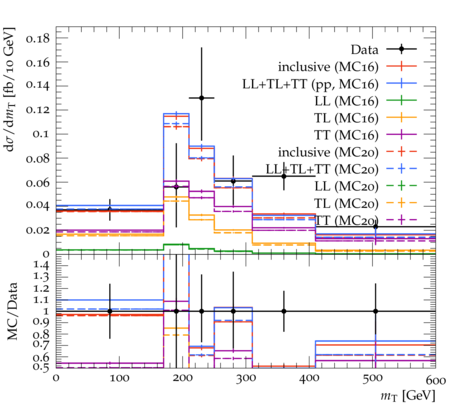 dσ/dm_T [fb/10 GeV]
0.18
0.16
0.14
0.12
0.1
0.08
0.06
0.04
0.02
0
Data
inclusive (MC16)
LL+TL+TT (pp, MC16)
LL (MC16)
TL (MC16)
TT (MC16)
inclusive (MC20)
LL+TL+TT (MC20)
LL (MC20)
TL (MC20)
TT (MC20)
MC/Data
1.4
1.3
1.2
1.1
1
0.9
0.8
0.7
0.6
0.5
0 100 200 300 400 500 600
m_T [GeV]